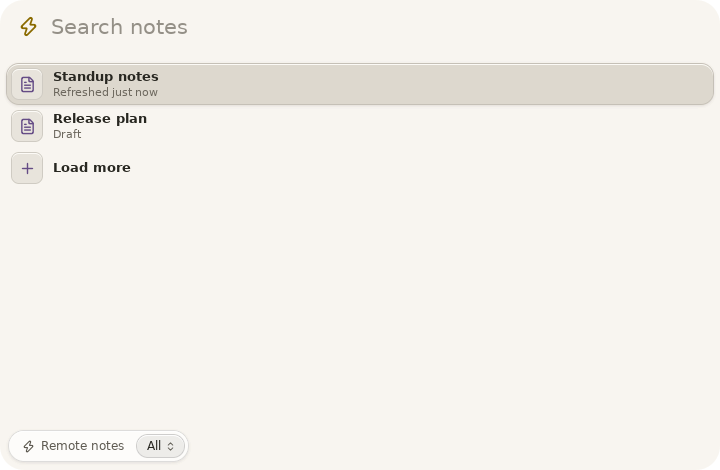 Search notes
Standup notes
Refreshed just now
Release plan
Draft
Load more
Remote notes All